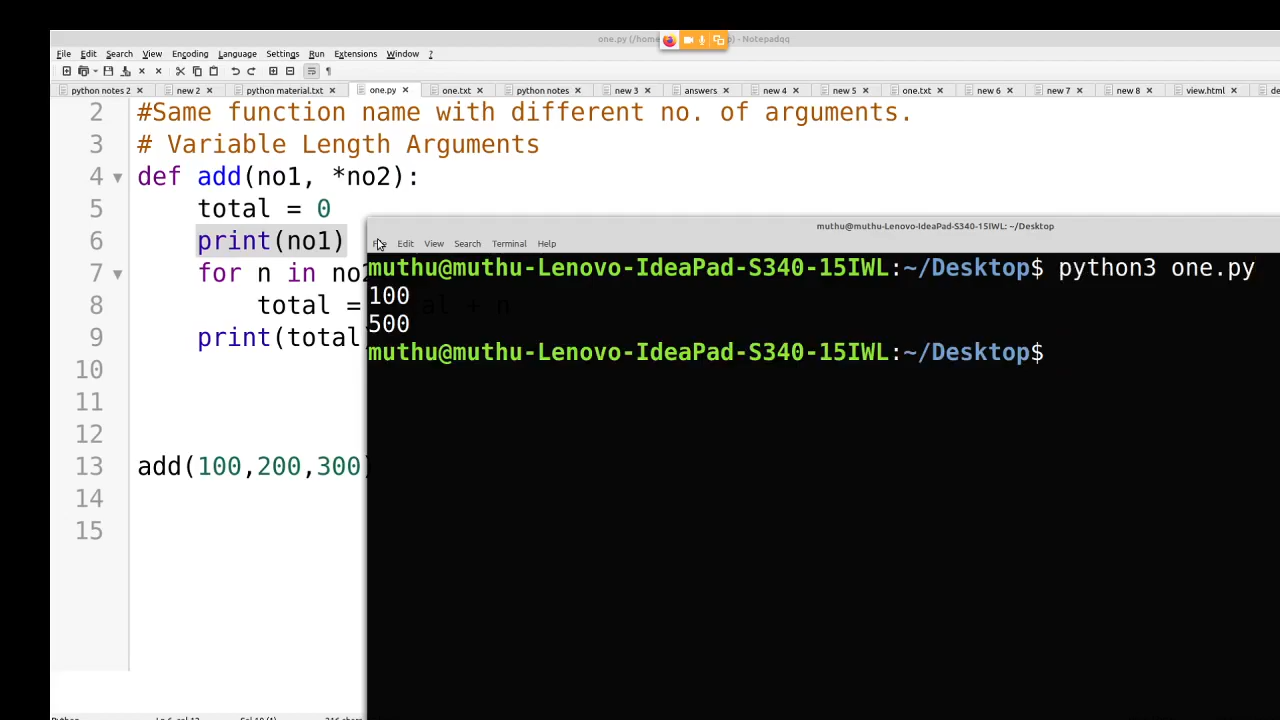 one.py (/home p) - Notepadqq
File Edit Search View Encoding Language Settings Run Extensions Window ?
python notes 2 new 2 python material.txt one.py one.txt python notes new 3 answers new 4 new 5 one.txt new 6 new 7 new 8 view.html de
2 #Same function name with different no. of arguments.
3 # Variable Length Arguments
4 def add(no1, *no2):
5 total = 0
6 print(no1)
7 for n in no
8 total = al + n
9 print(total
10
11
12
13 add(100,200,300)
14
15
muthu@muthu-Lenovo-IdeaPad-S340-15IWL: ~/Desktop
Edit View Search Terminal Help
muthu@muthu-Lenovo-IdeaPad-S340-15IWL:~/Desktop$ python3 one.py
100
500
muthu@muthu-Lenovo-IdeaPad-S340-15IWL:~/Desktop$